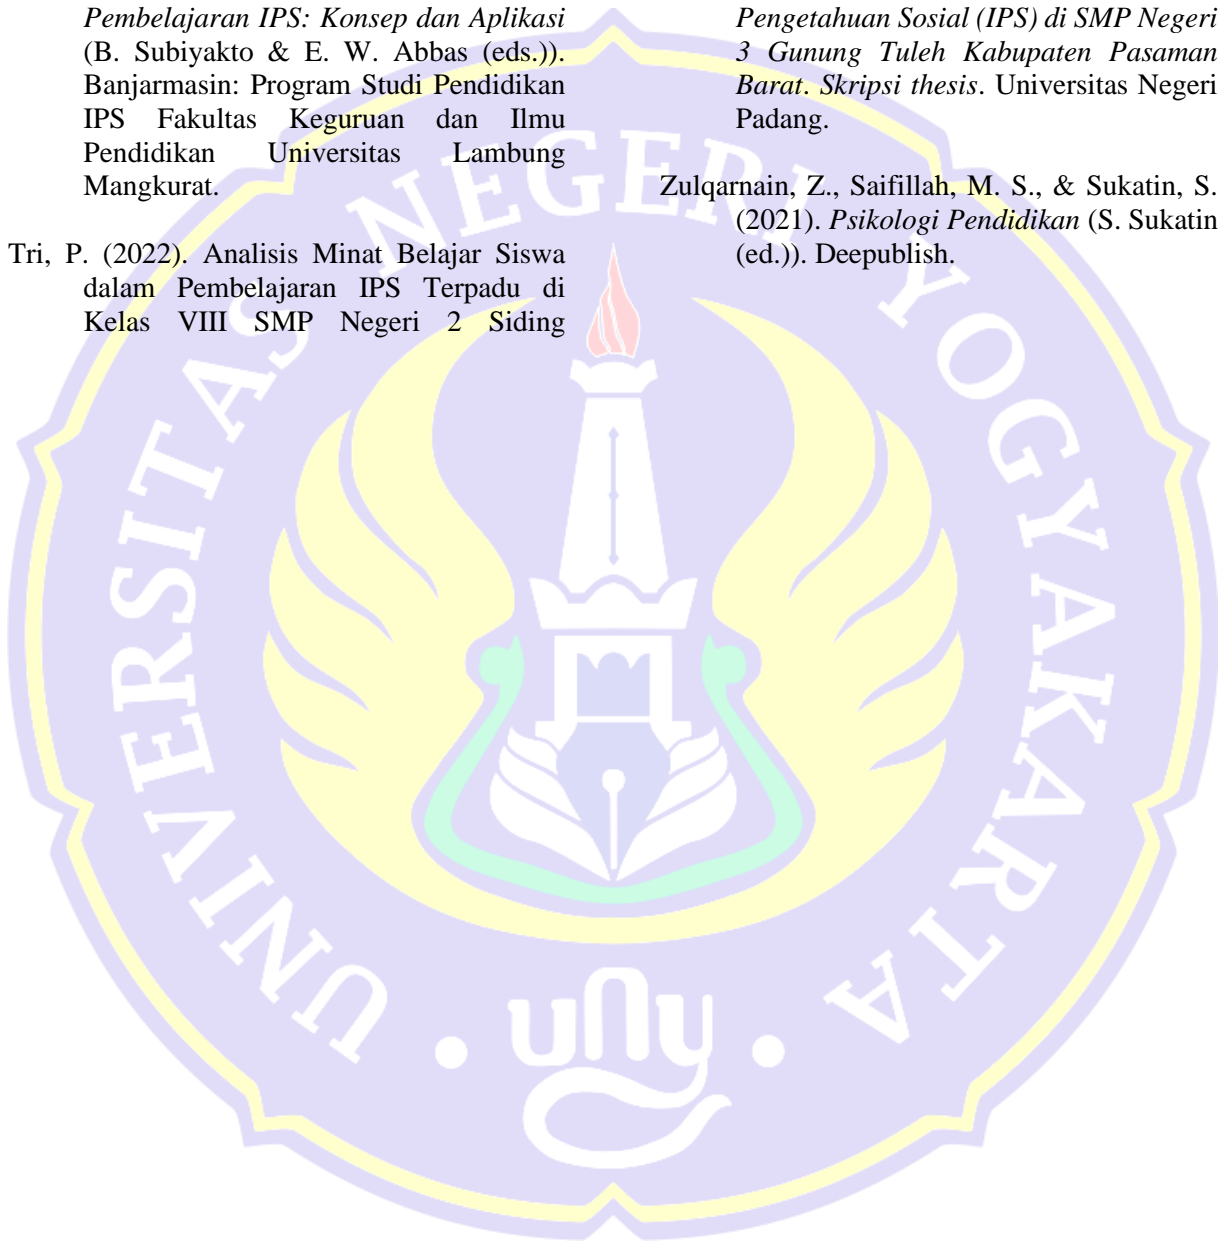 Pembelajaran IPS: Konsep dan Aplikasi
(B. Subiyakto & E. W. Abbas (eds.)).
Banjarmasin: Program Studi Pendidikan
IPS Fakultas Keguruan dan Ilmu
Pendidikan Universitas Lambung
Mangkurat.
Tri, P. (2022). Analisis Minat Belajar Siswa
dalam Pembelajaran IPS Terpadu di
Kelas VIII SMP Negeri 2 Siding
Pengetahuan Sosial (IPS) di SMP Negeri
3 Gunung Tuleh Kabupaten Pasaman
Barat. Skripsi thesis. Universitas Negeri
Padang.
Zulqarnain, Z., Saifillah, M. S., & Sukatin, S.
(2021). Psikologi Pendidikan (S. Sukatin
(ed.)). Deepublish.
UNIVERSITAS NEGERI YOGYAKARTA
uny